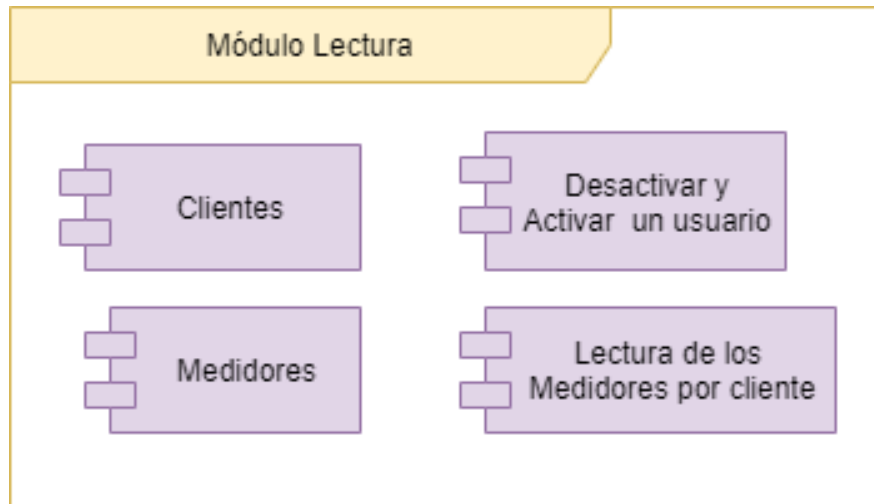 Módulo Lectura
Clientes
Desactivar y
Activar un usuario
Medidores
Lectura de los
Medidores por cliente